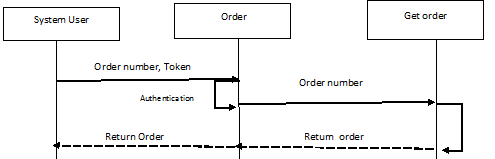 System User
Order
Get order
Order number, Token
Order number
Authentication
Return Order
Return order